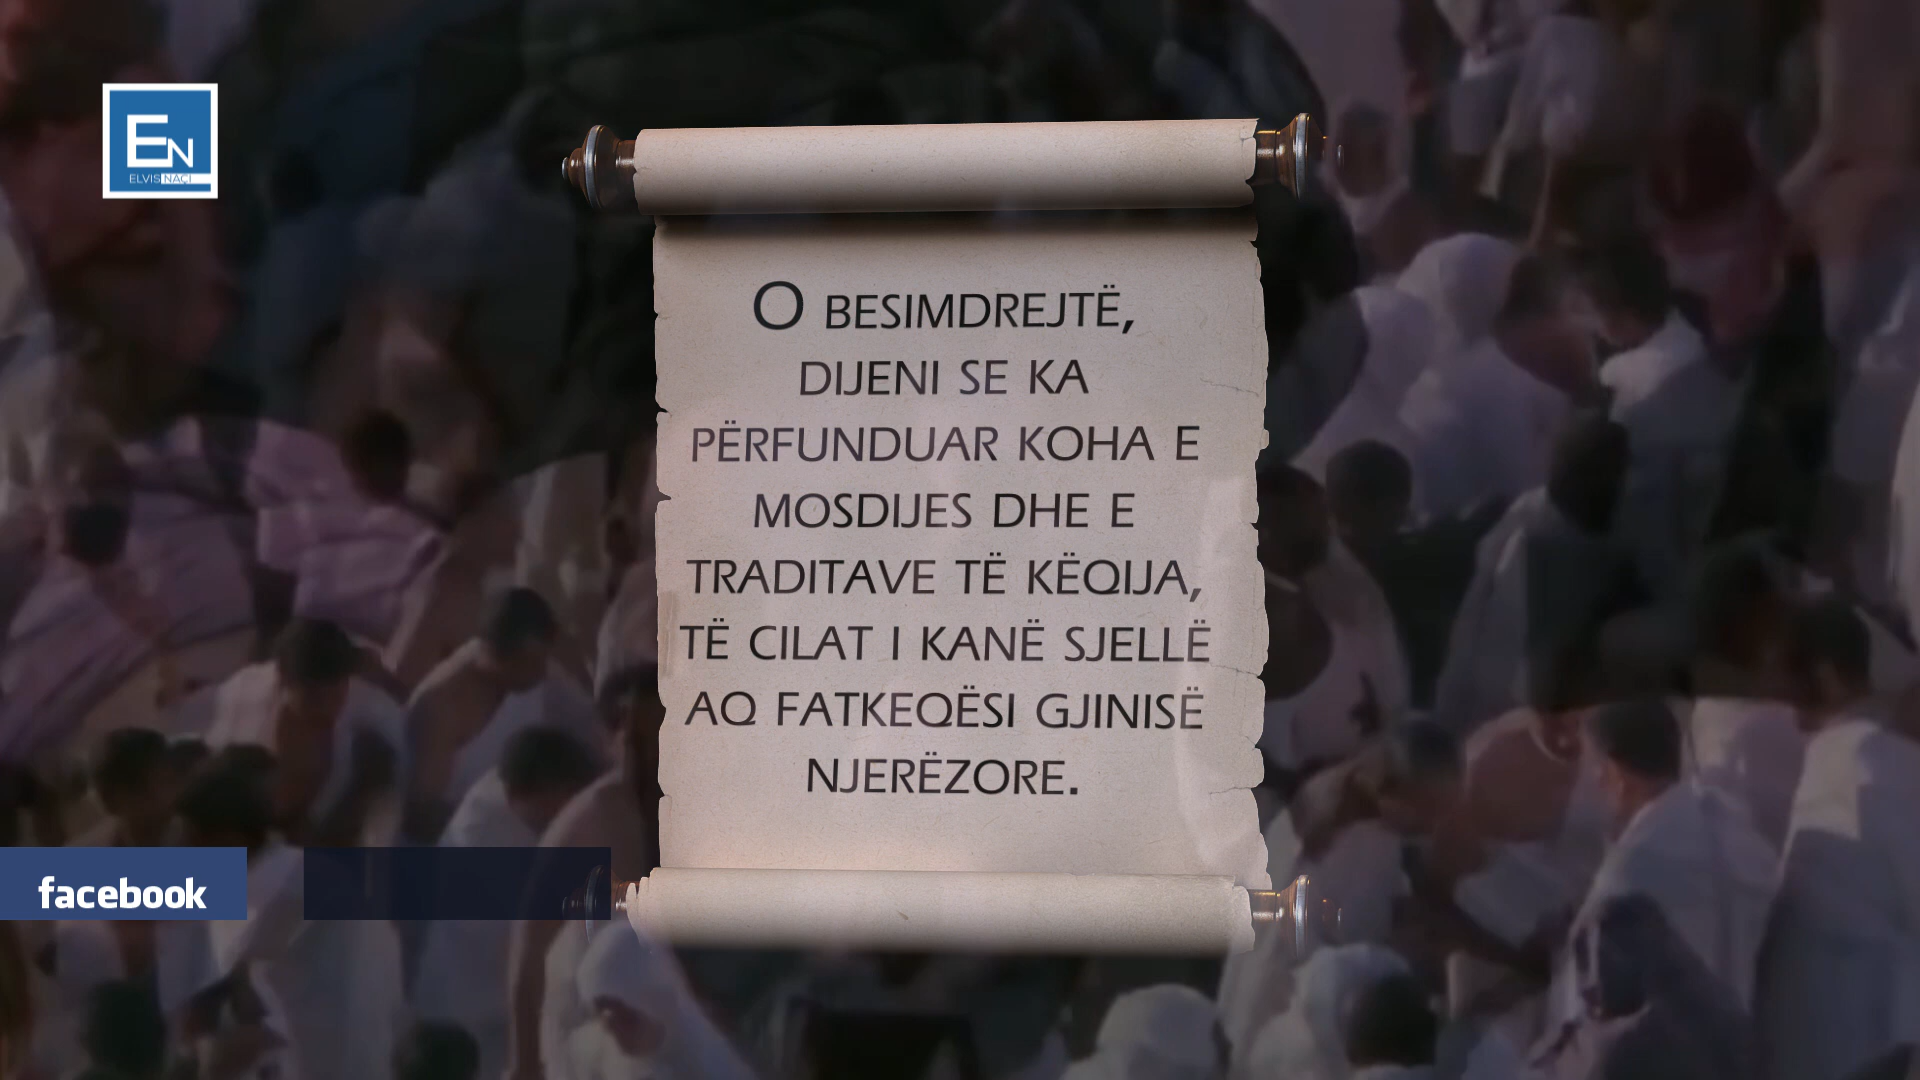 EN
ELVIS NAÇI
O BESIMDREJTË,
DIJENI SE KA
PËRFUNDUAR KOHA E
MOSDIJES DHE E
TRADITAVE TË KËQIJA,
TË CILAT I KANË SJELLË
AQ FATKEQËSI GJINISË
NJERËZORE.
facebook